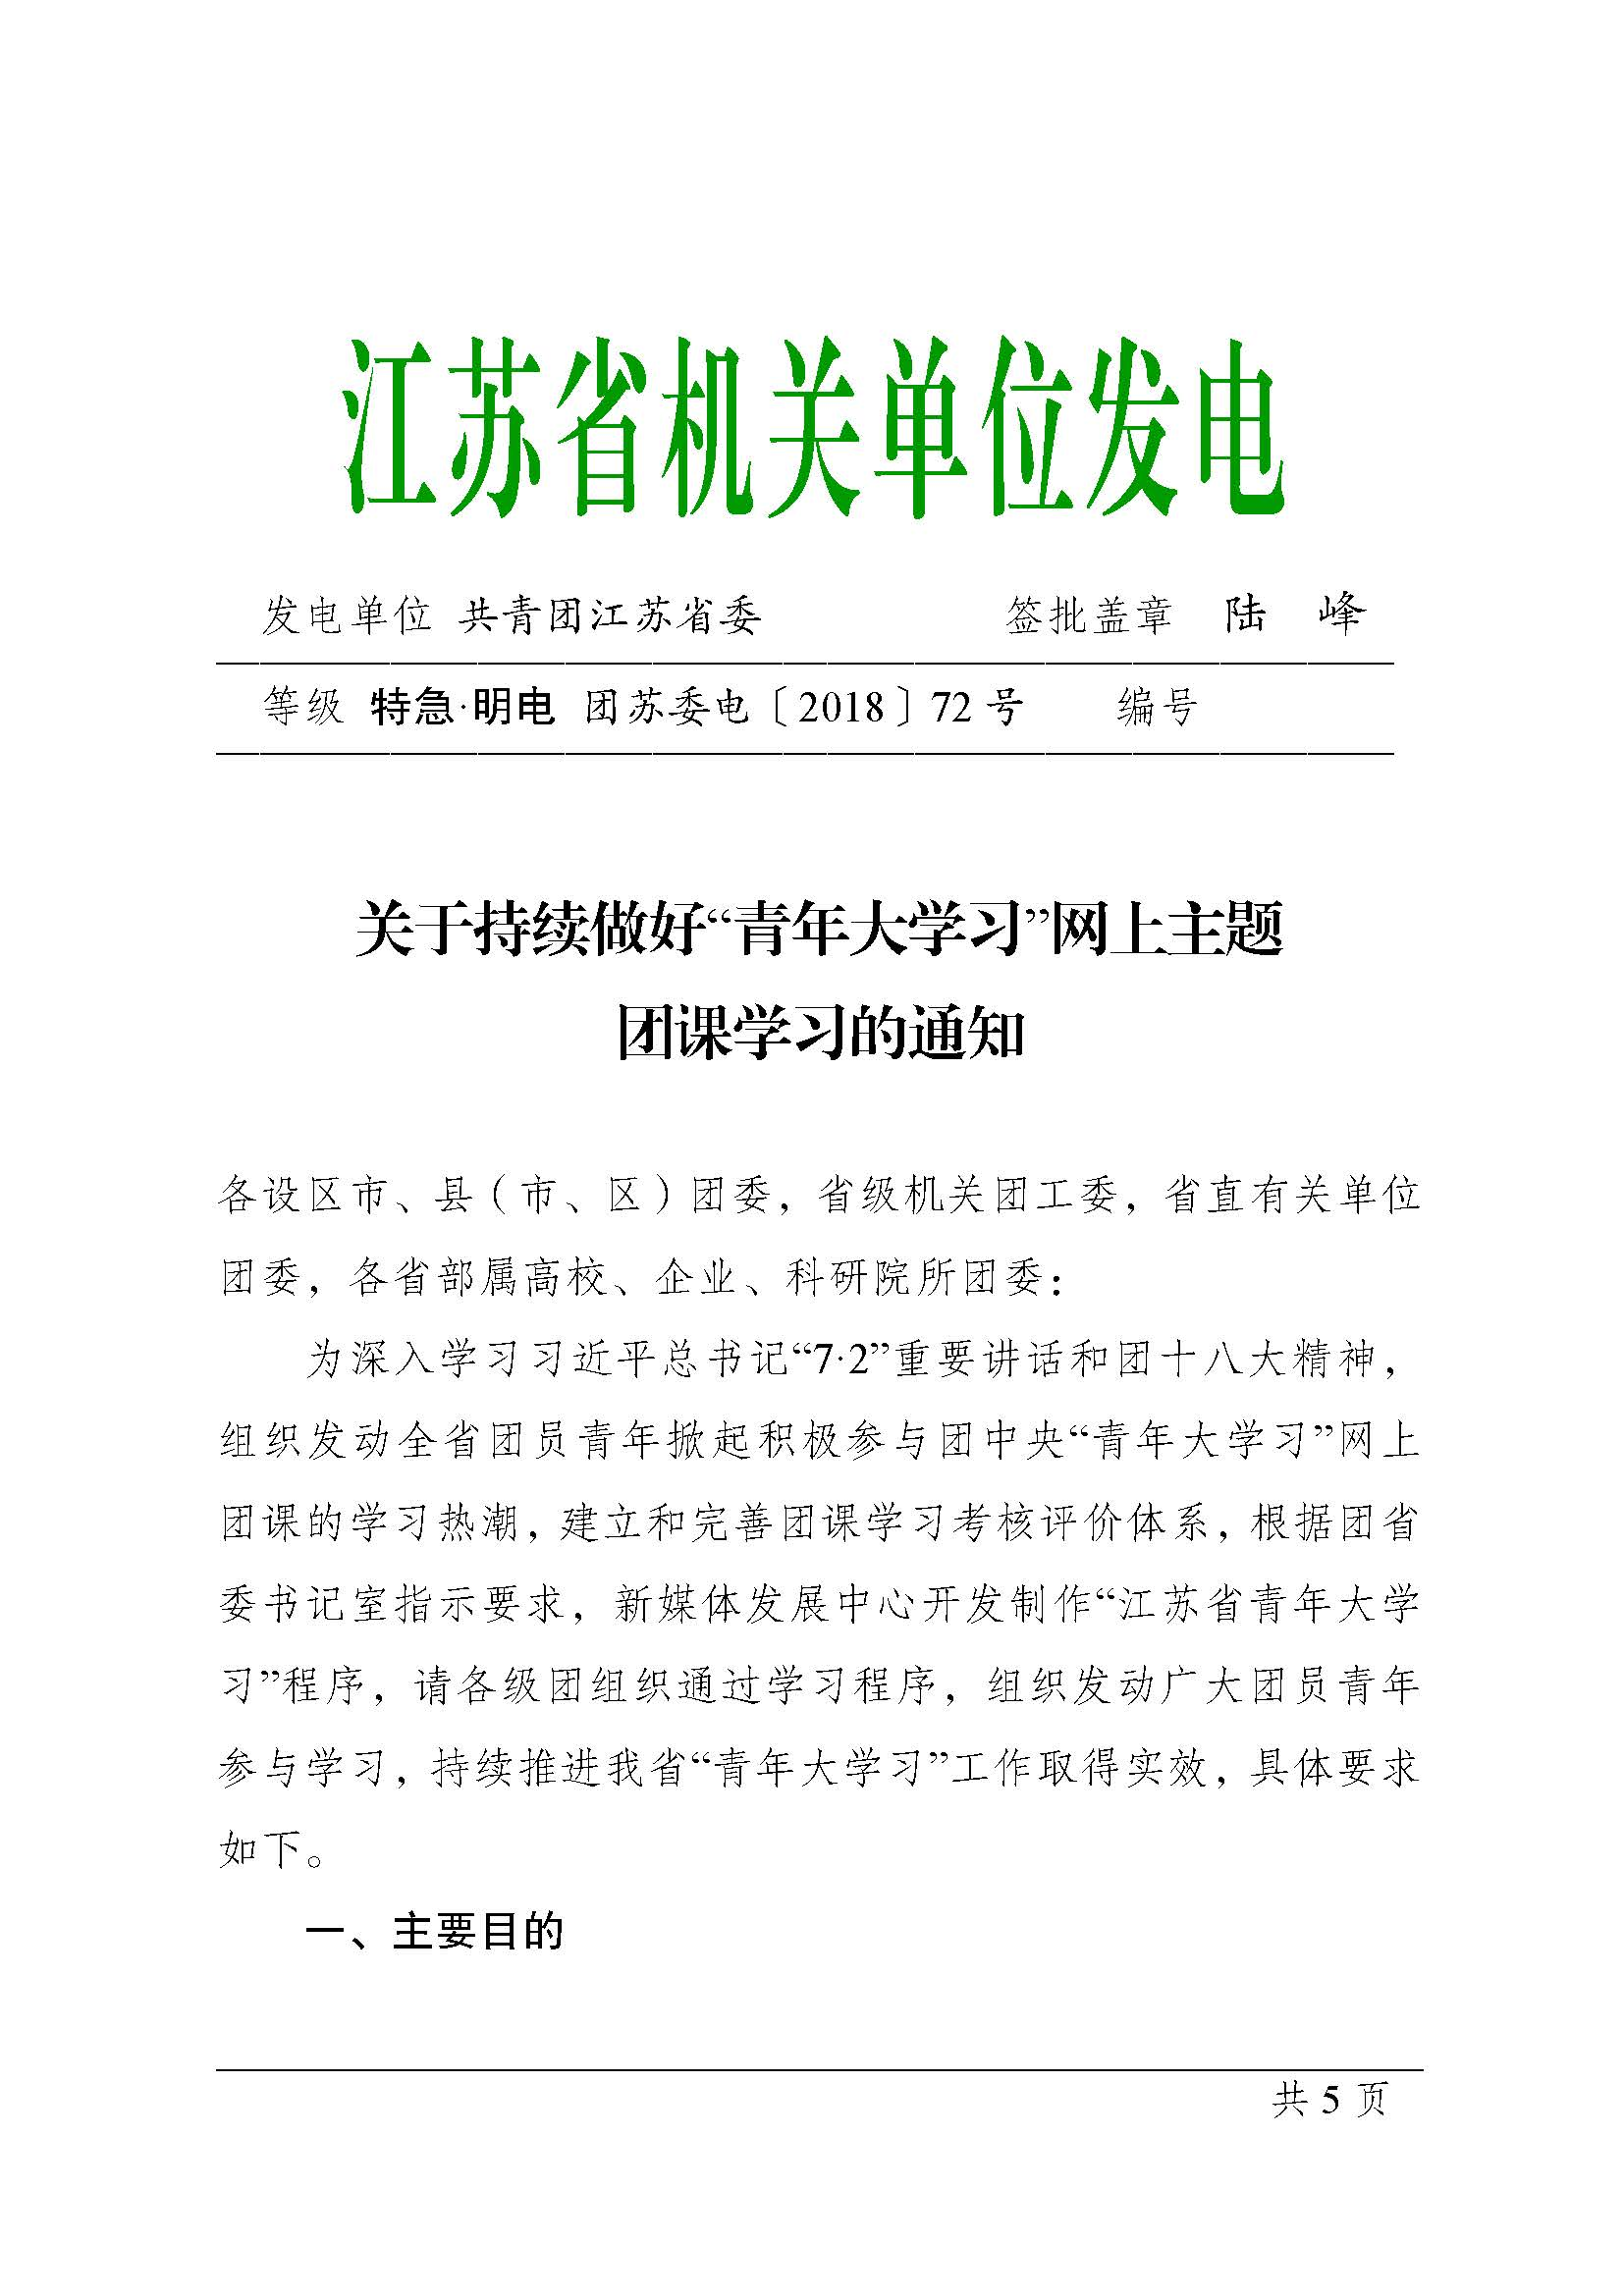 江苏省机关单位发电
发电单位 共青团江苏省委 签批盖章 陆 峰
等级 特急·明电 团苏委电〔2018〕72 号 编号
关于持续做好“青年大学习”网上主题
团课学习的通知
各设区市、县（市、区）团委，省级机关团工委，省直有关单位
团委，各省部属高校、企业、科研院所团委：
为深入学习习近平总书记“7·2”重要讲话和团十八大精神，
组织发动全省团员青年掀起积极参与团中央“青年大学习”网上
团课的学习热潮，建立和完善团课学习考核评价体系，根据团省
委书记室指示要求，新媒体发展中心开发制作“江苏省青年大学
习”程序，请各级团组织通过学习程序，组织发动广大团员青年
参与学习，持续推进我省“青年大学习”工作取得实效，具体要求
如下。
一、主要目的
共 5 页